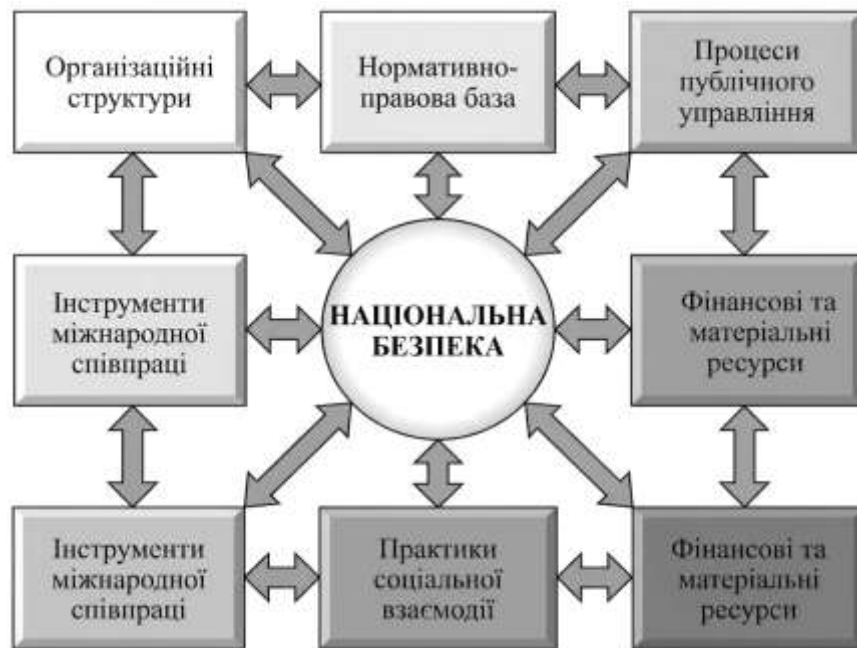 Організаційні
структури
Нормативно-
правова база
Процеси
публічного
управління
Інструменти
міжнародної
співпраці
НАЦІОНАЛЬНА
БЕЗПЕКА
Фінансові та
матеріальні
ресурси
Інструменти
міжнародної
співпраці
Практики
соціальної
взаємодії
Фінансові та
матеріальні
ресурси